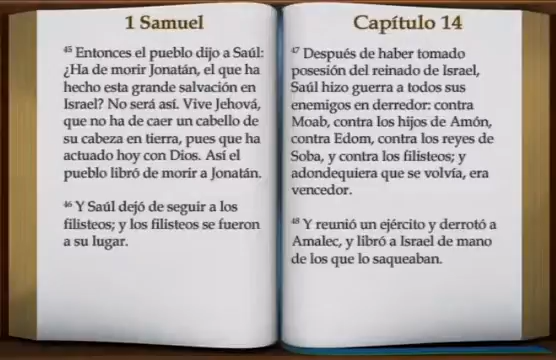 1 Samuel
⁴⁵ Entonces el pueblo dijo a Saúl:
¿Ha de morir Jonatán, el que ha
hecho esta grande salvación en
Israel? No será así. Vive Jehová,
que no ha de caer un cabello de
su cabeza en tierra, pues que ha
actuado hoy con Dios. Así el
pueblo libró de morir a Jonatán.
⁴⁶ Y Saúl dejó de seguir a los
filisteos; y los filisteos se fueron
a su lugar.
Capítulo 14
⁴⁷ Después de haber tomado
posesión del reinado de Israel,
Saúl hizo guerra a todos sus
enemigos en derredor: contra
Moab, contra los hijos de Amón,
contra Edom, contra los reyes de
Soba, y contra los filisteos; y
adondequiera que se volvía, era
vencedor.
⁴⁸ Y reunió un ejército y derrotó a
Amalec, y libró a Israel de mano
de los que lo saqueaban.